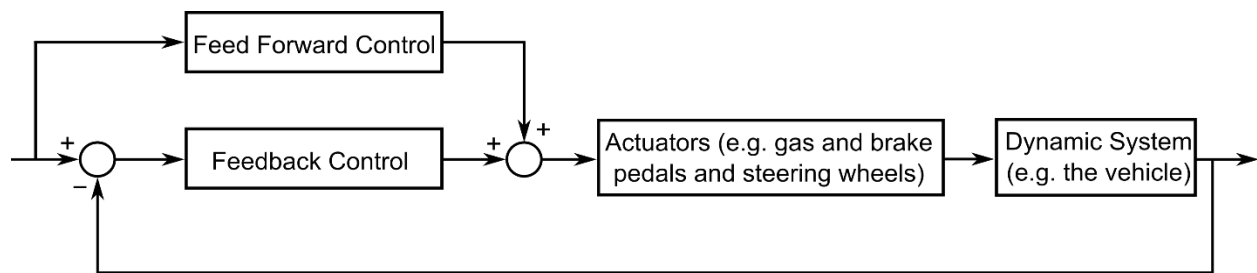 Feed Forward Control
+
+
+
+
−
Feedback Control
Actuators (e.g. gas and brake
pedals and steering wheels)
Dynamic System
(e.g. the vehicle)